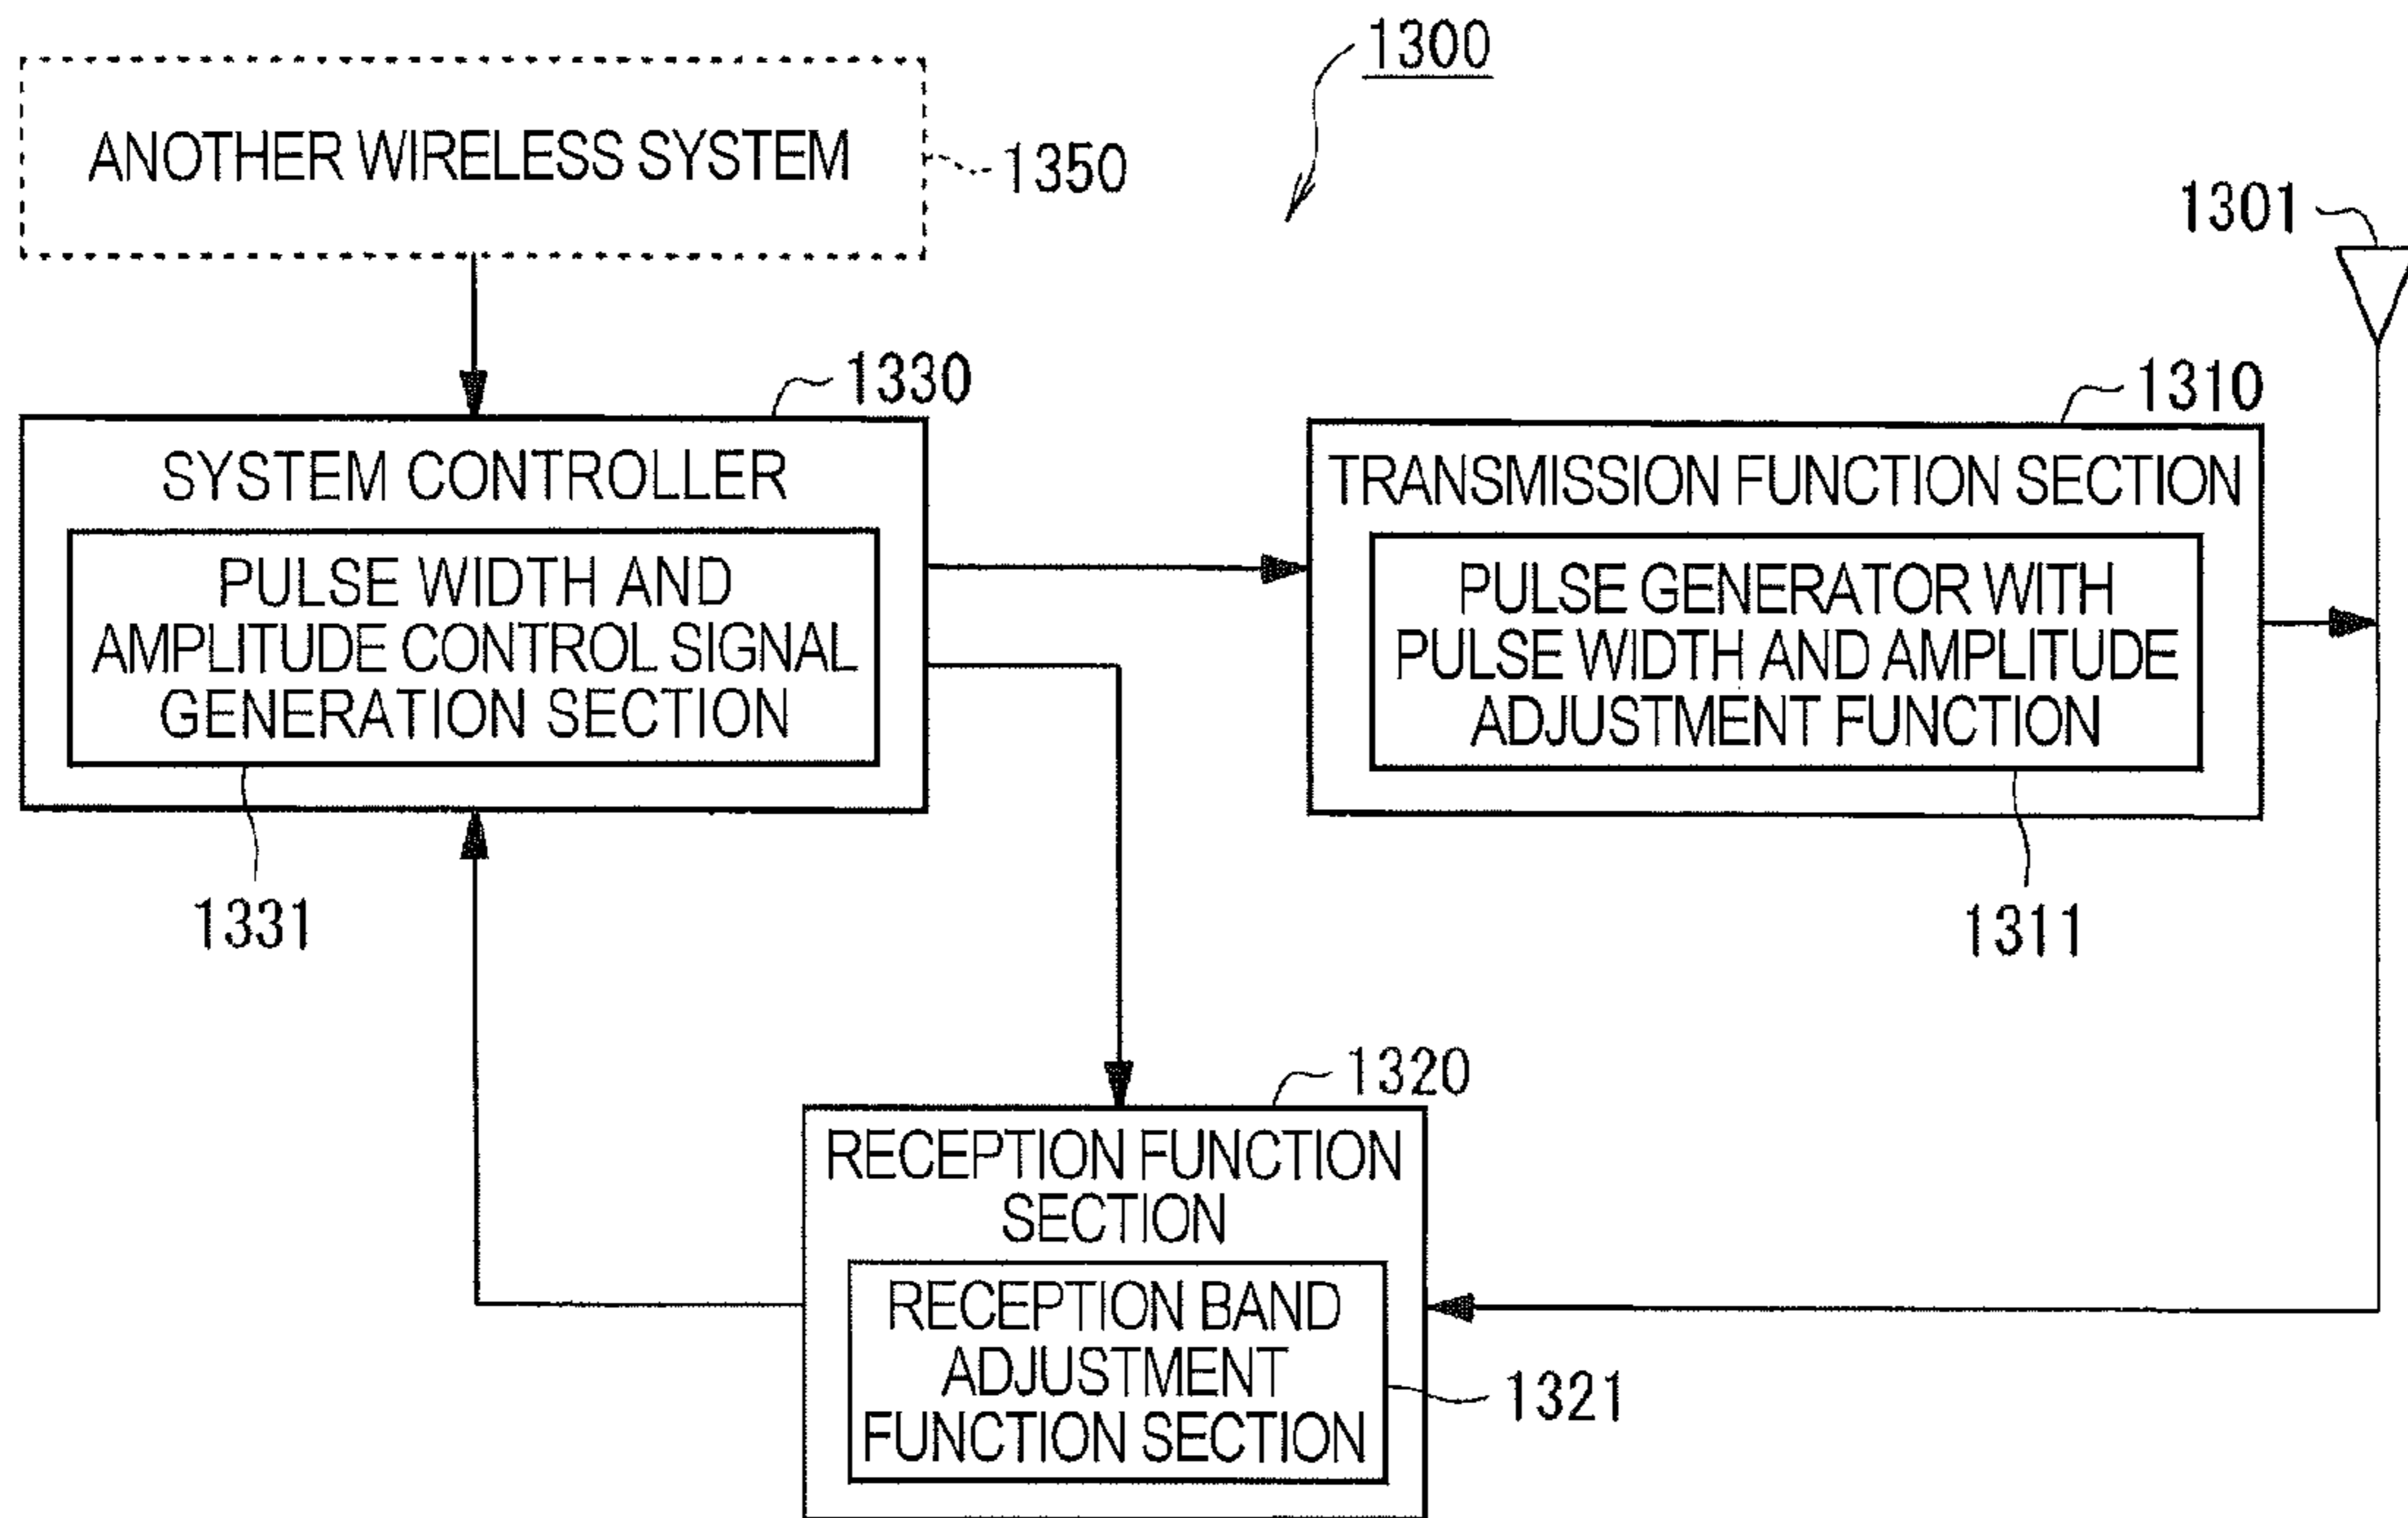 1300
ANOTHER WIRELESS SYSTEM
1350
1301
1330
1310
SYSTEM CONTROLLER
PULSE WIDTH AND
AMPLITUDE CONTROL SIGNAL
GENERATION SECTION
1331
TRANSMISSION FUNCTION SECTION
PULSE GENERATOR WITH
PULSE WIDTH AND AMPLITUDE
ADJUSTMENT FUNCTION
1311
1320
RECEPTION FUNCTION
SECTION
RECEPTION BAND
ADJUSTMENT
FUNCTION SECTION
1321